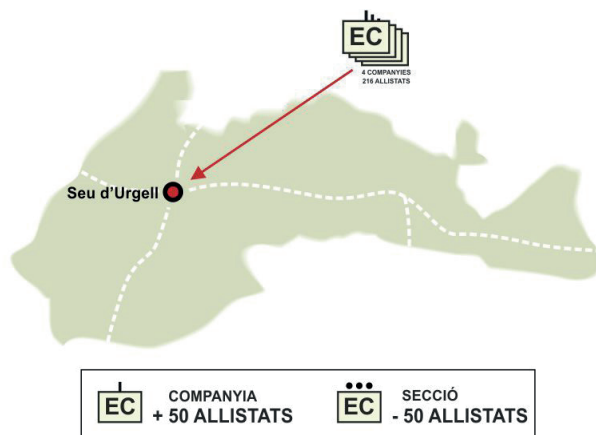 EC
4 COMPANYIES
216 ALLISTATS
Seu d'Urgell
EC
COMPANYIA
+ 50 ALLISTATS
EC
SECCIÓ
- 50 ALLISTATS